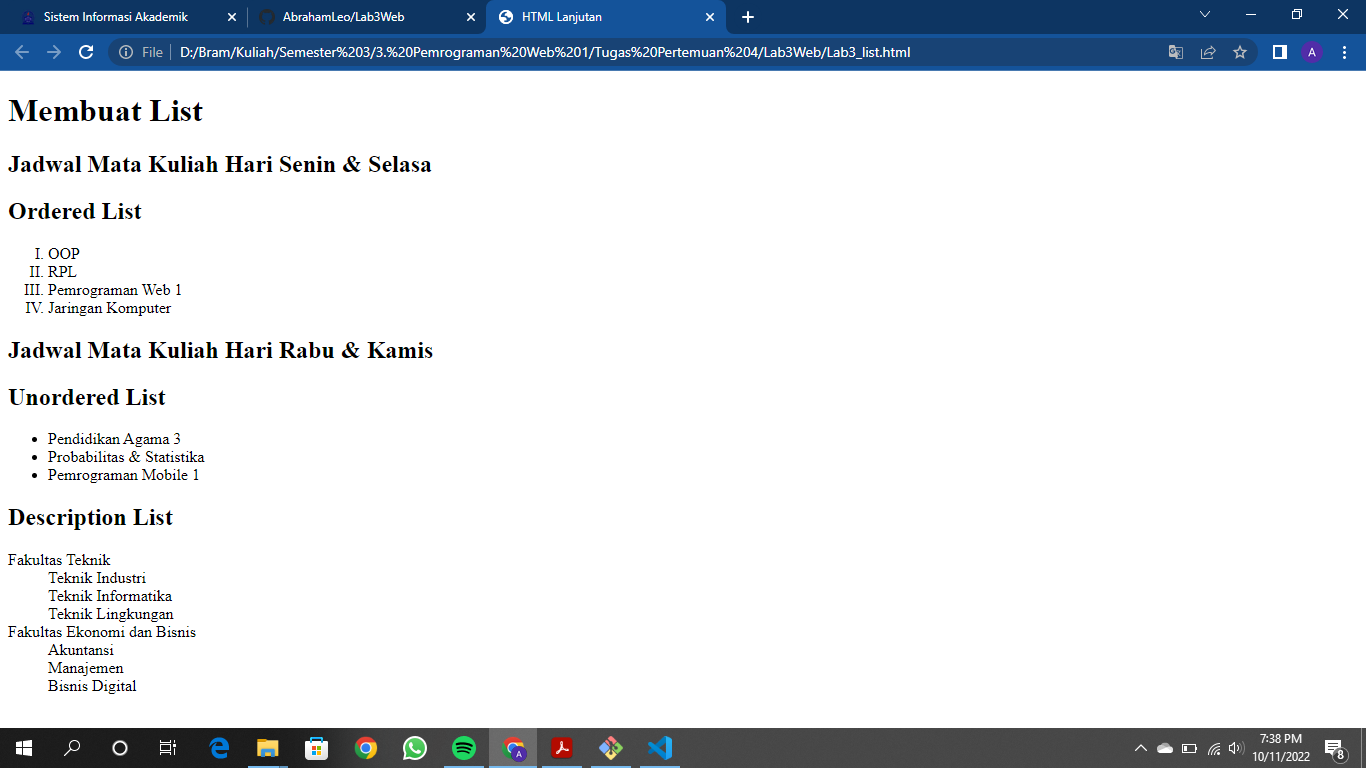 Sistem Informasi Akademik
AbrahamLeo/Lab3Web
HTML Lanjutan
File
D:/Bram/Kuliah/Semester%203/3.%20Pemrograman%20Web%201/Tugas%20Pertemuan%204/Lab3Web/Lab3_list.html
A
Membuat List
Jadwal Mata Kuliah Hari Senin & Selasa
Ordered List
I. OOP
II. RPL
III. Pemrograman Web 1
IV. Jaringan Komputer
Jadwal Mata Kuliah Hari Rabu & Kamis
Unordered List
• Pendidikan Agama 3
• Probabilitas & Statistika
• Pemrograman Mobile 1
Description List
Fakultas Teknik
Teknik Industri
Teknik Informatika
Teknik Lingkungan
Fakultas Ekonomi dan Bisnis
Akuntansi
Manajemen
Bisnis Digital
A
7:38 PM
10/11/2022
8